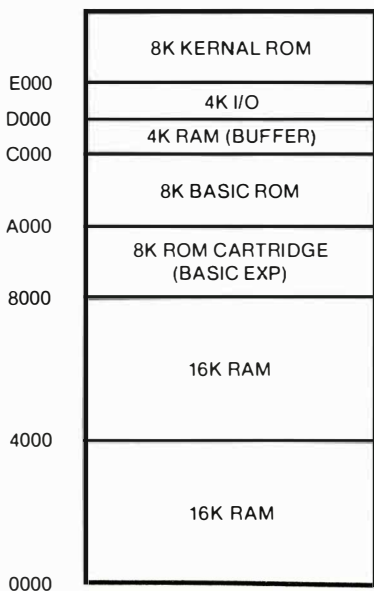 8K KERNAL ROM
E000
4K I/O
D000
4K RAM (BUFFER)
C000
8K BASIC ROM
A000
8K ROM CARTRIDGE
(BASIC EXP)
8000
16K RAM
4000
16K RAM
0000